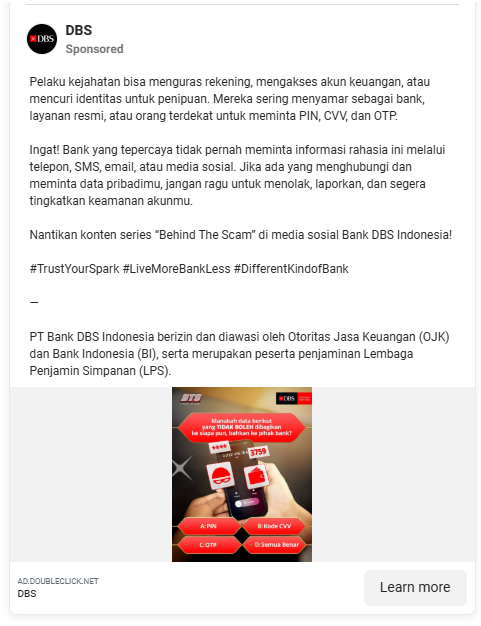 DBS
DBS
Sponsored
Pelaku kejahatan bisa menguras rekening, mengakses akun keuangan, atau
mencuri identitas untuk penipuan. Mereka sering menyamar sebagai bank,
layanan resmi, atau orang terdekat untuk meminta PIN, CVV, dan OTP.
Ingat! Bank yang tepercaya tidak pernah meminta informasi rahasia ini melalui
telepon, SMS, email, atau media sosial. Jika ada yang menghubungi dan
meminta data pribadimu, jangan ragu untuk menolak, laporkan, dan segera
tingkatkan keamanan akunmu.
Nantikan konten series “Behind The Scam” di media sosial Bank DBS Indonesia!
#TrustYourSpark #LiveMoreBankLess #DifferentKindofBank
—
PT Bank DBS Indonesia berizin dan diawasi oleh Otoritas Jasa Keuangan (OJK)
dan Bank Indonesia (BI), serta merupakan peserta penjaminan Lembaga
Penjamin Simpanan (LPS).
BTS
DBS
Manakah data berikut
yang TIDAK BOLEH dibagikan
ke siapa pun, bahkan ke pihak bank?
****
3759
A: PIN
B: Kode CVV
C: OTP
D: Semua Benar
AD.DOUBLECLICK.NET
DBS
Learn more